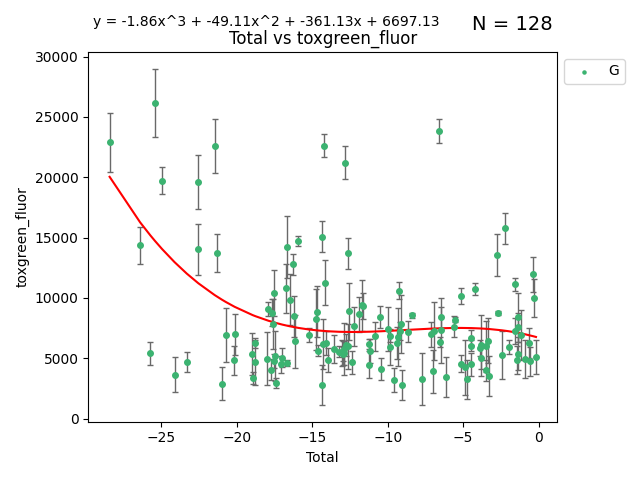 y = -1.86x^3 + -49.11x^2 + -361.13x + 6697.13
N = 128
Total vs toxgreen_fluor
G
toxgreen_fluor
30000
25000
20000
15000
10000
5000
0
−25
−20
−15
−10
−5
0
Total